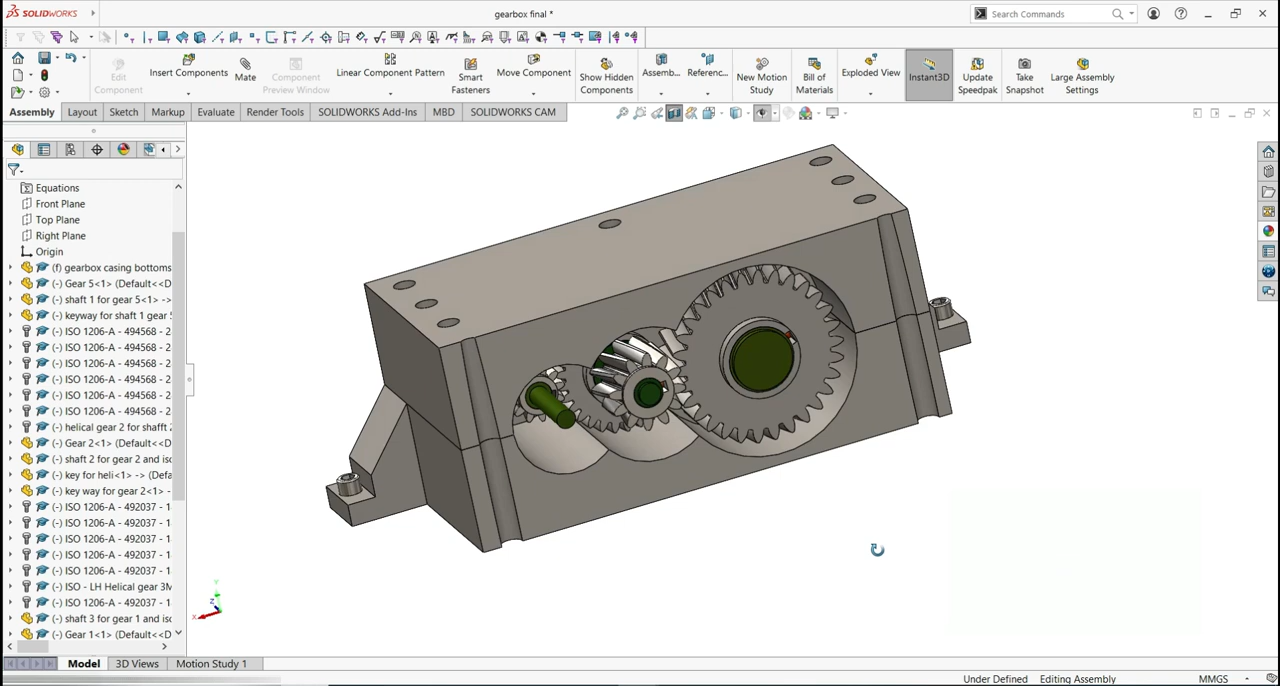 SOLIDWORKS
gearbox final *
Search Commands
Edit Component
Insert Components
Mate
Component Preview Window
Linear Component Pattern
Smart Fasteners
Move Component
Show Hidden Components
Assemb...
Referenc...
New Motion Study
Bill of Materials
Exploded View
Instant3D
Update Speedpak
Take Snapshot
Large Assembly Settings
Assembly Layout Sketch Markup Evaluate Render Tools SOLIDWORKS Add-Ins MBD SOLIDWORKS CAM
Equations
Front Plane
Top Plane
Right Plane
Origin
(f) gearbox casing bottoms
(-) Gear 5<1> (Default<<D
(-) shaft 1 for gear 5<1> ->
(-) keyway for shaft 1 gear 5
(-) ISO 1206-A - 494568 - 2
(-) ISO 1206-A - 494568 - 2
(-) ISO 1206-A - 494568 - 2
(-) ISO 1206-A - 494568 - 2
(-) ISO 1206-A - 494568 - 2
(-) ISO 1206-A - 494568 - 2
(-) helical gear 2 for shafft 2
(-) Gear 2<1> (Default<<D
(-) shaft 2 for gear 2 and iso
(-) key for heli<1> -> (Defa
(-) key way for gear 2<1> -
(-) ISO 1206-A - 492037 - 1
(-) ISO 1206-A - 492037 - 1
(-) ISO 1206-A - 492037 - 1
(-) ISO 1206-A - 492037 - 1
(-) ISO 1206-A - 492037 - 1
(-) ISO - LH Helical gear 3M
(-) ISO 1206-A - 492037 - 1
(-) shaft 3 for gear 1 and iso
(-) Gear 1<1> (Default<<D
Y
Z
X
Model 3D Views Motion Study 1
Under Defined Editing Assembly MMGS